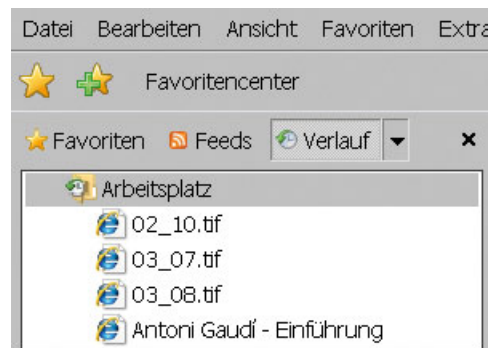 Datei Bearbeiten Ansicht Favoriten Extra
Favoritencenter
Favoriten Feeds Verlauf
Arbeitsplatz
02_10.tif
03_07.tif
03_08.tif
Antoni Gaudí - Einführung